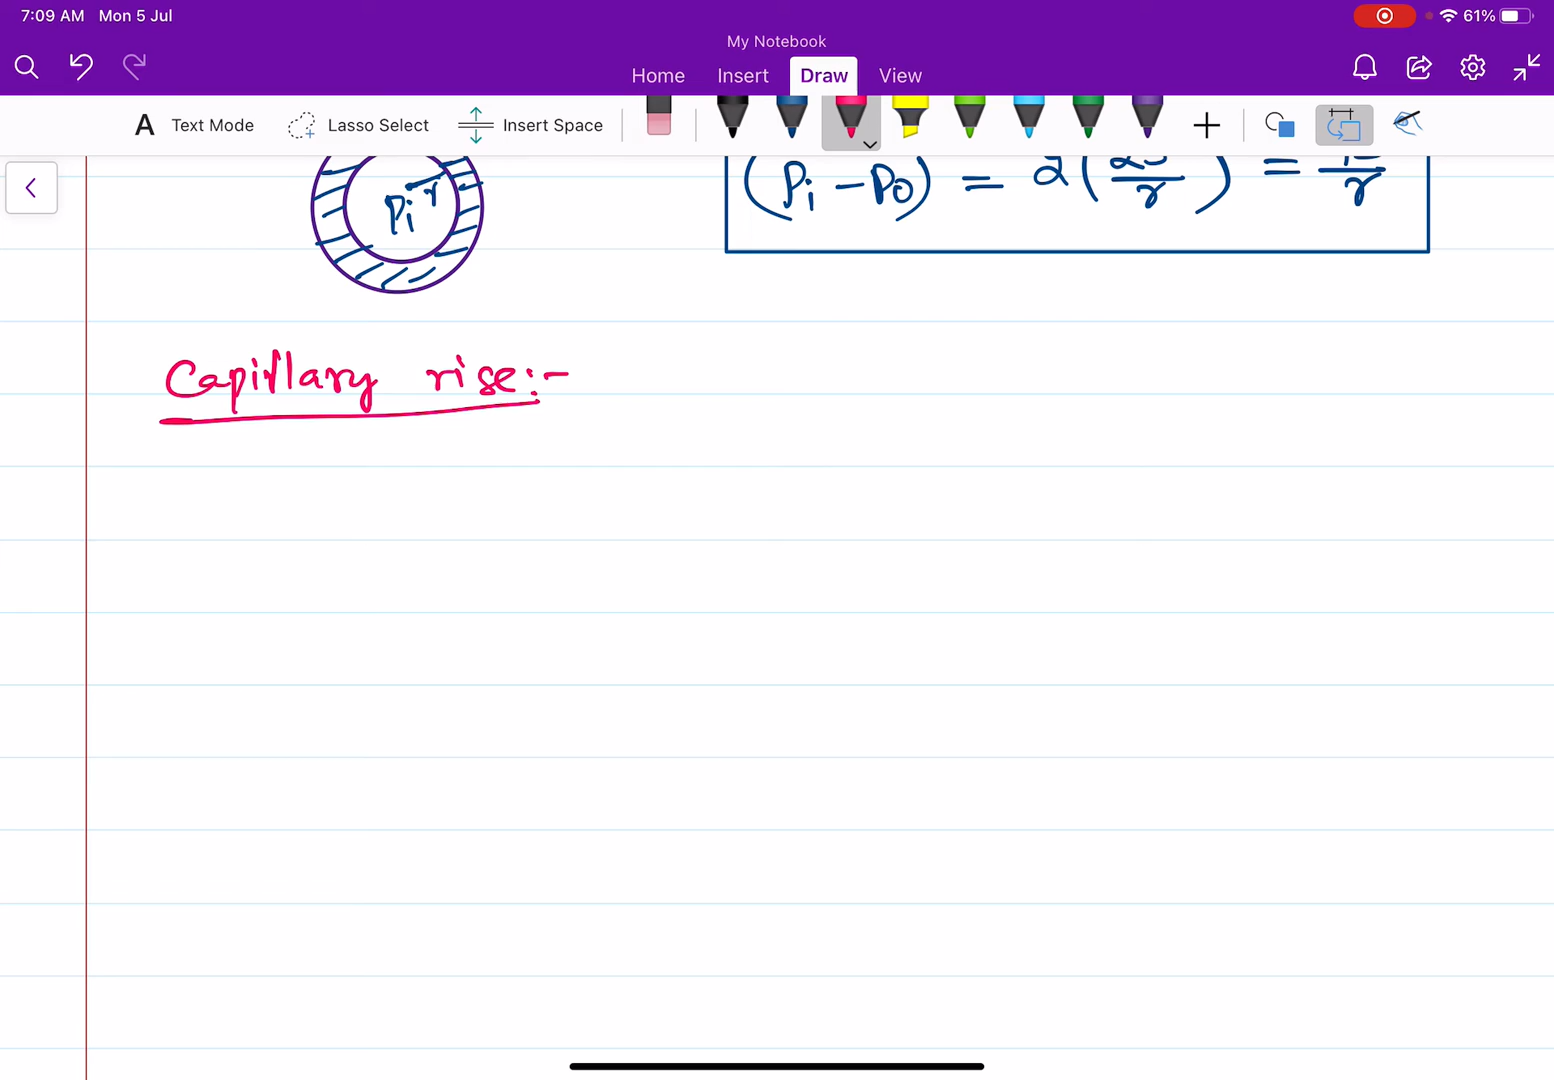 7:09 AM Mon 5 Jul 61%
My Notebook
Home Insert Draw View
A Text Mode Lasso Select Insert Space
(Pi - Po) = 2( / r ) = / r
Pi r
Capillary rise:-